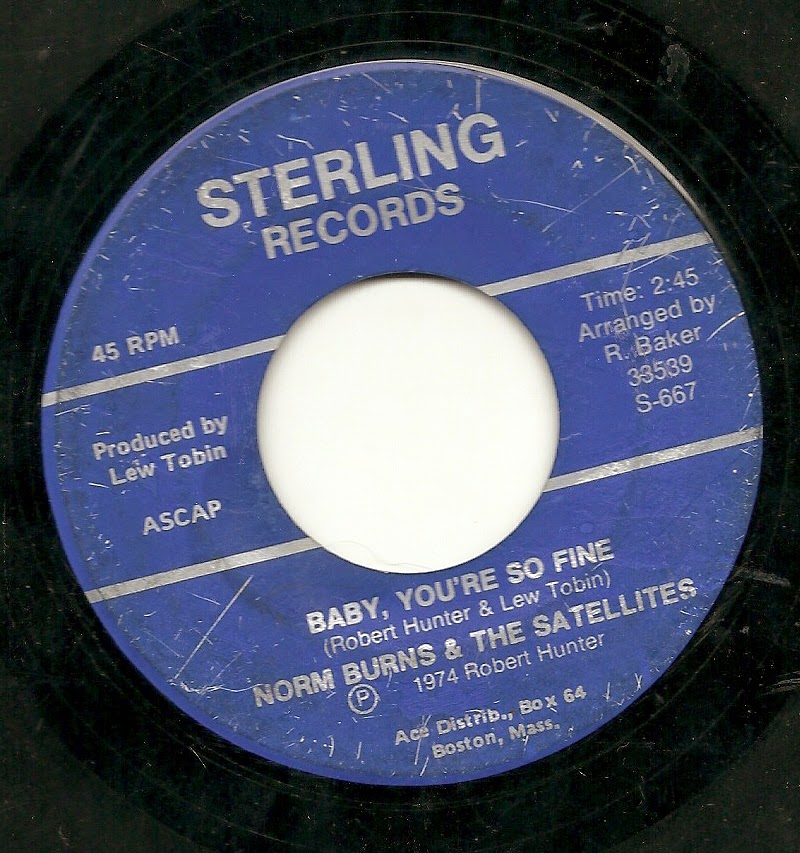 STERLING
RECORDS
45 RPM
Time: 2:45
Arranged by
R. Baker
33539
S-667
Produced by
Lew Tobin
ASCAP
BABY, YOU'RE SO FINE
(Robert Hunter & Lew Tobin)
NORM BURNS & THE SATELLITES
Ⓟ 1974 Robert Hunter
Ace Distrib., Box 64
Boston, Mass.